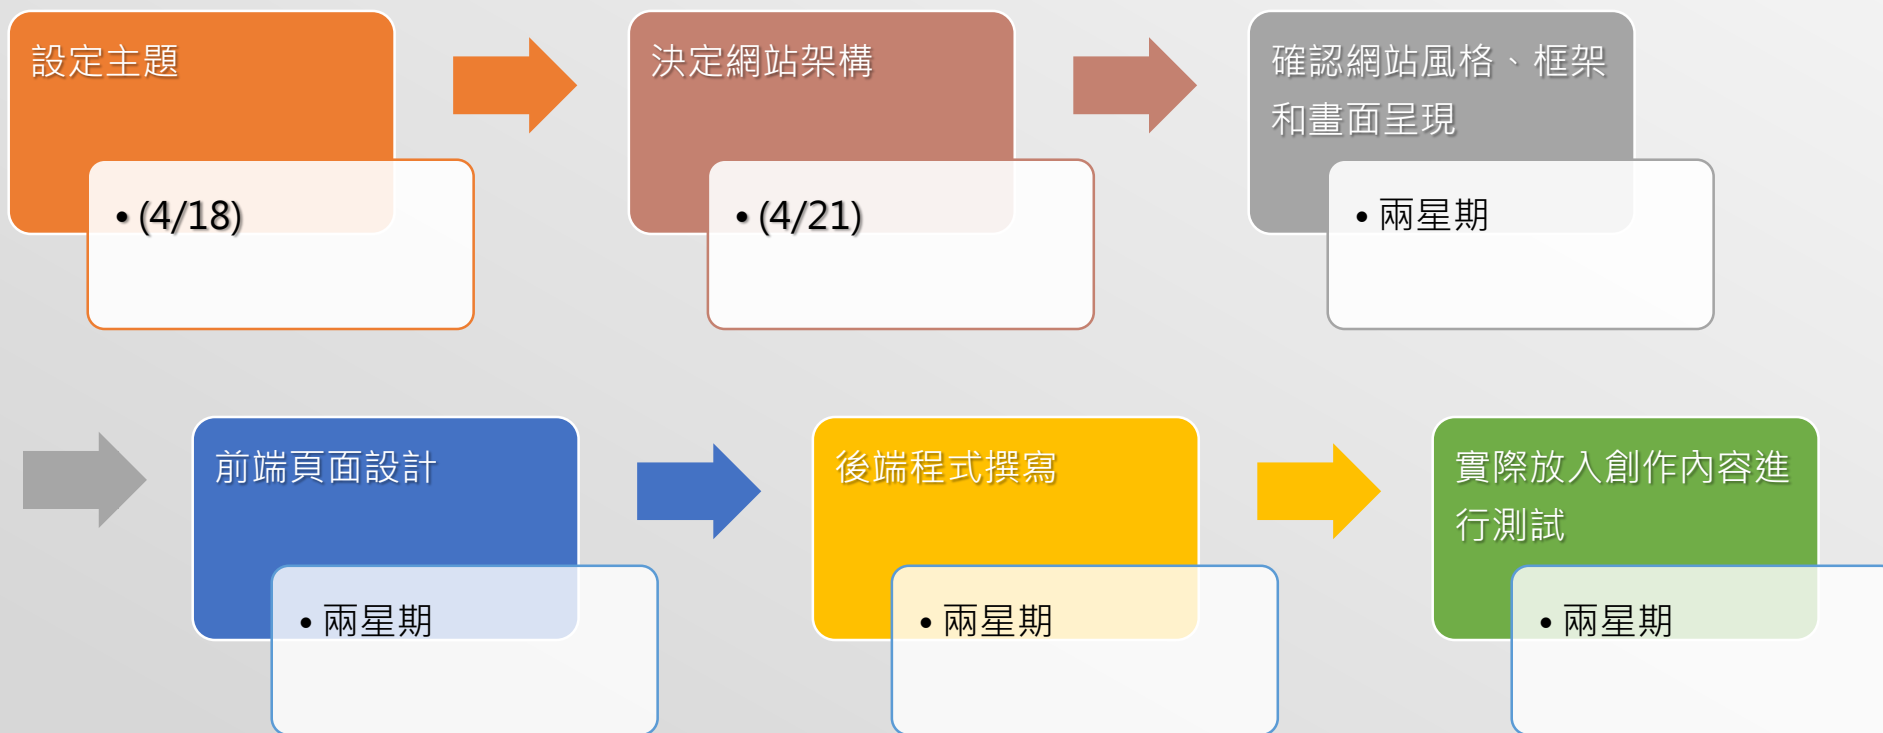 設定主題
• (4/18)
決定網站架構
• (4/21)
確認網站風格、框架
和畫面呈現
• 兩星期
前端頁面設計
• 兩星期
後端程式撰寫
• 兩星期
實際放入創作內容進
行測試
• 兩星期